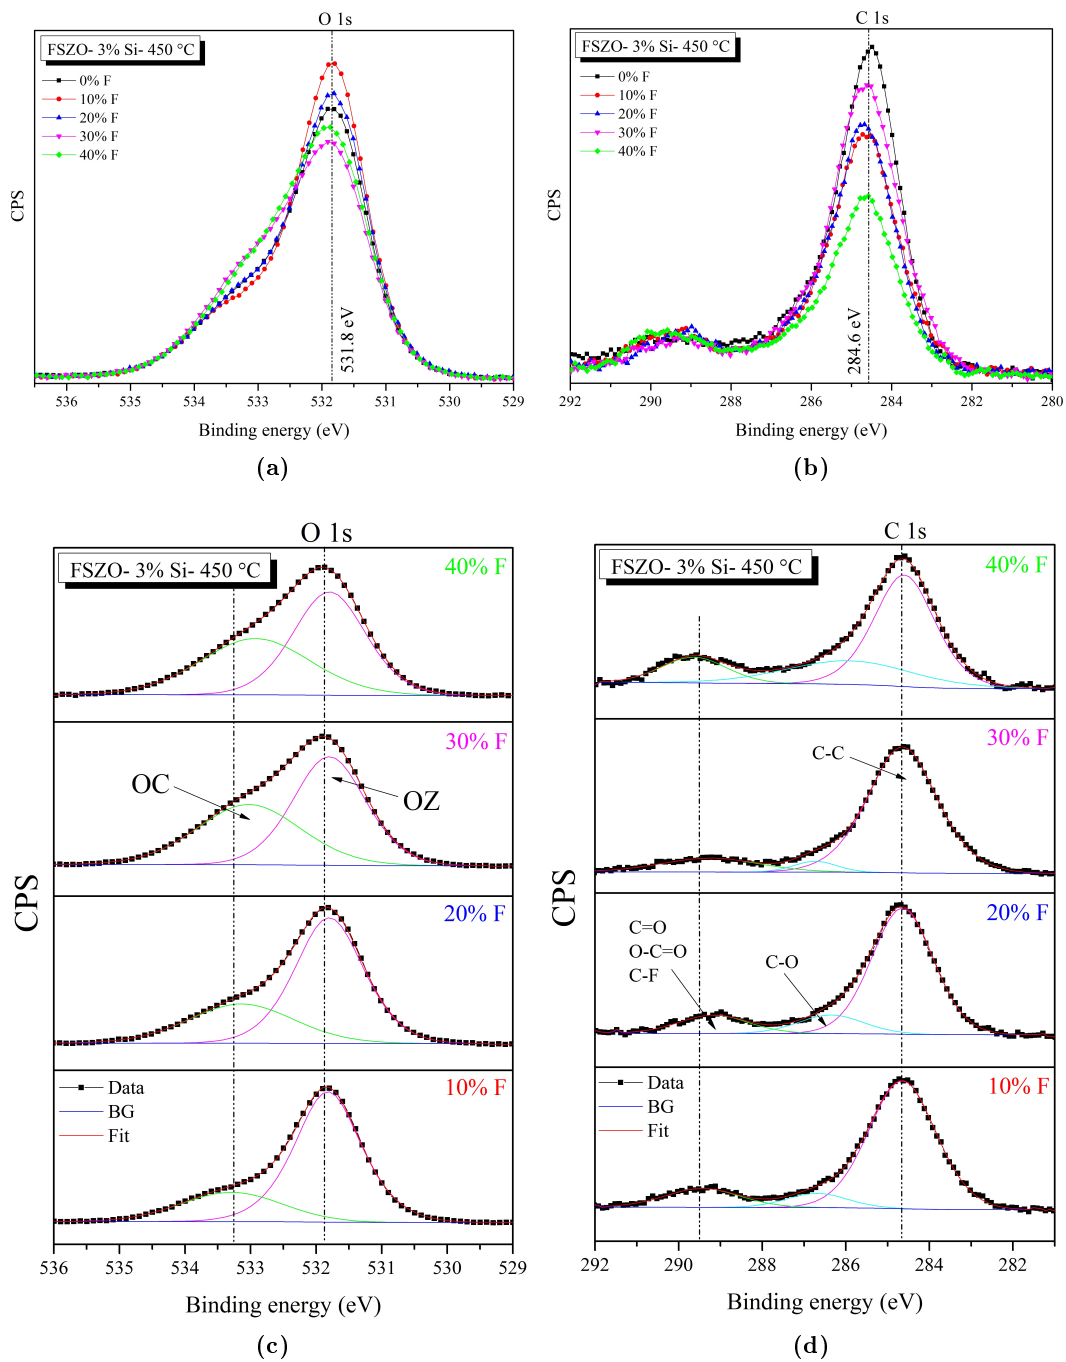 O 1s
FSZO- 3% Si- 450 °C
0% F
10% F
20% F
30% F
40% F
CPS
531.8 eV
536 535 534 533 532 531 530 529
Binding energy (eV)
(a)
C 1s
FSZO- 3% Si- 450 °C
0% F
10% F
20% F
30% F
40% F
CPS
284.6 eV
292 290 288 286 284 282 280
Binding energy (eV)
(b)
O 1s
FSZO- 3% Si- 450 °C
40% F
30% F
OC
OZ
20% F
10% F
Data
BG
Fit
CPS
536 535 534 533 532 531 530 529
Binding energy (eV)
(c)
C 1s
FSZO- 3% Si- 450 °C
40% F
30% F
C-C
20% F
C=O
O-C=O
C-F
C-O
10% F
Data
BG
Fit
CPS
292 290 288 286 284 282
Binding energy (eV)
(d)